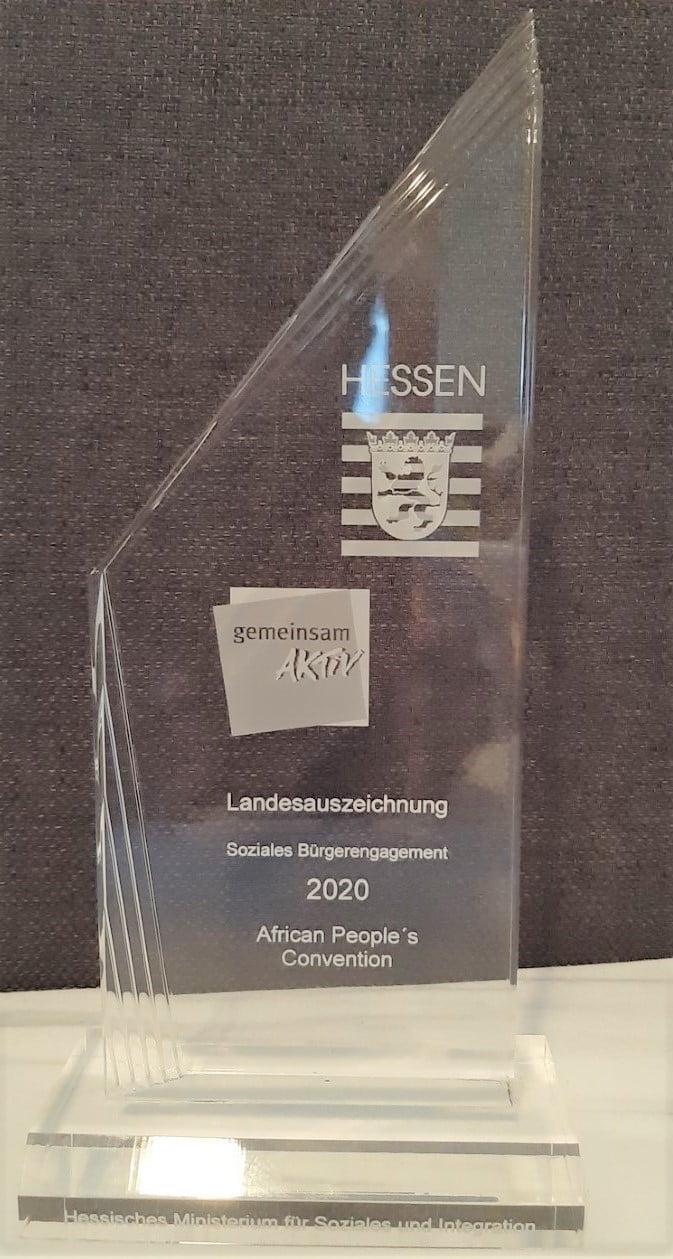 HESSEN
gemeinsam
AKTiV
Landesauszeichnung
Soziales Bürgerengagement
2020
African People´s
Convention
Hessisches Ministerium für Soziales und Integration